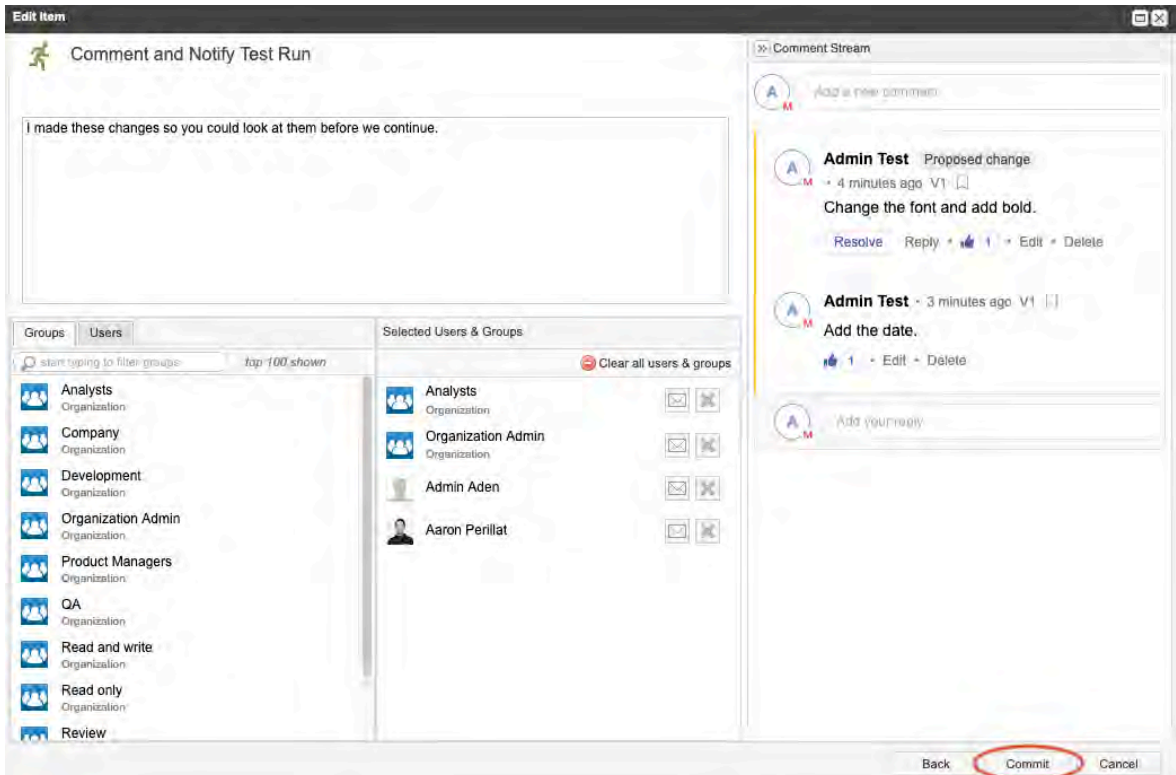 Edit Item
Comment and Notify Test Run
I made these changes so you could look at them before we continue.
Groups Users
start typing to filter groups top 100 shown
Analysts
Organization
Company
Organization
Development
Organization
Organization Admin
Organization
Product Managers
Organization
QA
Organization
Read and write
Organization
Read only
Organization
Review
Selected Users & Groups
Clear all users & groups
Analysts
Organization
Organization Admin
Organization
Admin Aden
Aaron Perillat
Comment Stream
A M
Add a new comment
A M
Admin Test Proposed change
• 4 minutes ago V1
Change the font and add bold.
Resolve Reply • 1 • Edit • Delete
A M
Admin Test • 3 minutes ago V1
Add the date.
1 • Edit • Delete
A M
Add your reply
Back Commit Cancel